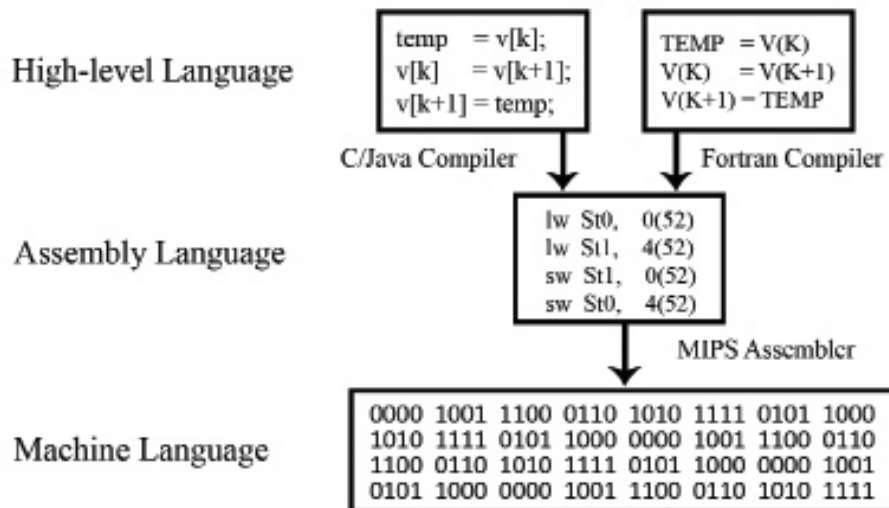 High-level Language
temp = v[k];
v[k] = v[k+1];
v[k+1] = temp;
TEMP = V(K)
V(K) = V(K+1)
V(K+1) = TEMP
C/Java Compiler
Fortran Compiler
Assembly Language
lw St0, 0(52)
lw St1, 4(52)
sw St1, 0(52)
sw St0, 4(52)
MIPS Assembler
Machine Language
0000 1001 1100 0110 1010 1111 0101 1000
1010 1111 0101 1000 0000 1001 1100 0110
1100 0110 1010 1111 0101 1000 0000 1001
0101 1000 0000 1001 1100 0110 1010 1111